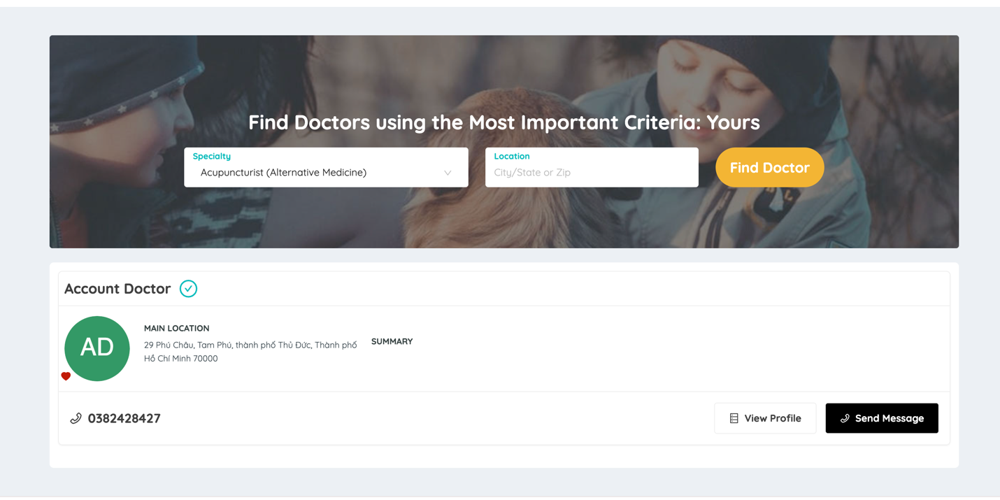 Find Doctors using the Most Important Criteria: Yours
Specialty
Acupuncturist (Alternative Medicine)
Location
City/State or Zip
Find Doctor
Account Doctor
AD
MAIN LOCATION
29 Phú Châu, Tam Phú, thành phố Thủ Đức, Thành phố
Hồ Chí Minh 70000
SUMMARY
0382428427
View Profile
Send Message